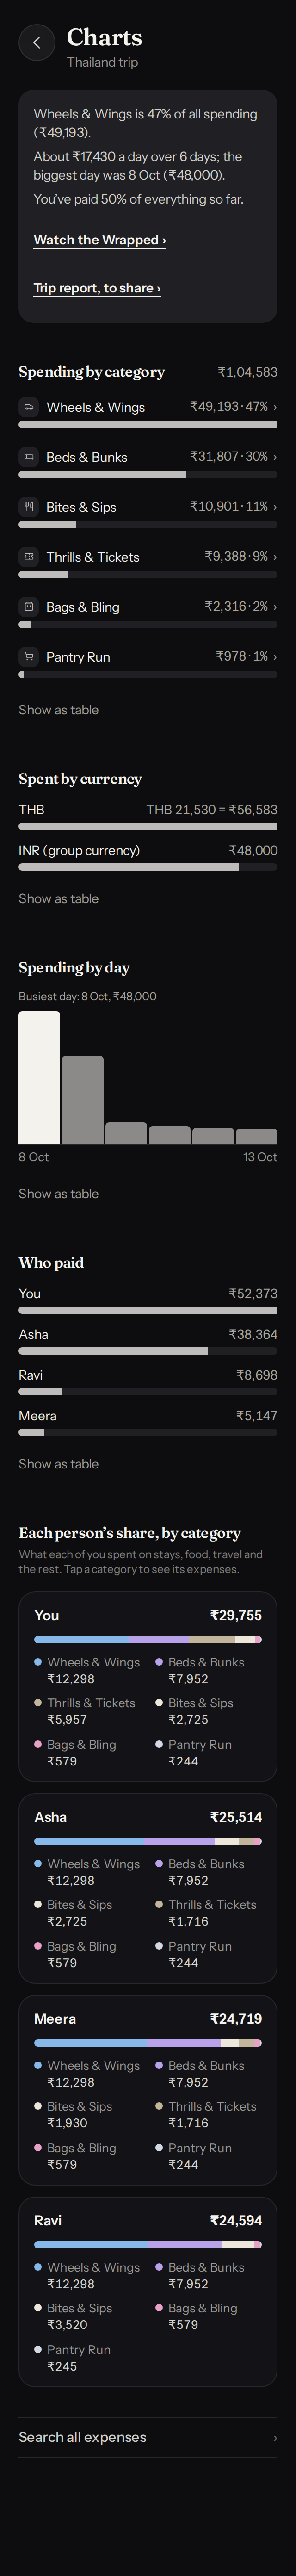 Charts
Thailand trip
Wheels & Wings is 47% of all spending
(₹49,193).
About ₹17,430 a day over 6 days; the
biggest day was 8 Oct (₹48,000).
You’ve paid 50% of everything so far.
Watch the Wrapped ›
Trip report, to share ›
Spending by category ₹1,04,583
Wheels & Wings ₹49,193 · 47% ›
Beds & Bunks ₹31,807 · 30% ›
Bites & Sips ₹10,901 · 11% ›
Thrills & Tickets ₹9,388 · 9% ›
Bags & Bling ₹2,316 · 2% ›
Pantry Run ₹978 · 1% ›
Show as table
Spent by currency
THB THB 21,530 = ₹56,583
INR (group currency) ₹48,000
Show as table
Spending by day
Busiest day: 8 Oct, ₹48,000
8 Oct 13 Oct
Show as table
Who paid
You ₹52,373
Asha ₹38,364
Ravi ₹8,698
Meera ₹5,147
Show as table
Each person’s share, by category
What each of you spent on stays, food, travel and
the rest. Tap a category to see its expenses.
You ₹29,755
Wheels & Wings Beds & Bunks
₹12,298 ₹7,952
Thrills & Tickets Bites & Sips
₹5,957 ₹2,725
Bags & Bling Pantry Run
₹579 ₹244
Asha ₹25,514
Wheels & Wings Beds & Bunks
₹12,298 ₹7,952
Bites & Sips Thrills & Tickets
₹2,725 ₹1,716
Bags & Bling Pantry Run
₹579 ₹244
Meera ₹24,719
Wheels & Wings Beds & Bunks
₹12,298 ₹7,952
Bites & Sips Thrills & Tickets
₹1,930 ₹1,716
Bags & Bling Pantry Run
₹579 ₹244
Ravi ₹24,594
Wheels & Wings Beds & Bunks
₹12,298 ₹7,952
Bites & Sips Bags & Bling
₹3,520 ₹579
Pantry Run
₹245
Search all expenses ›